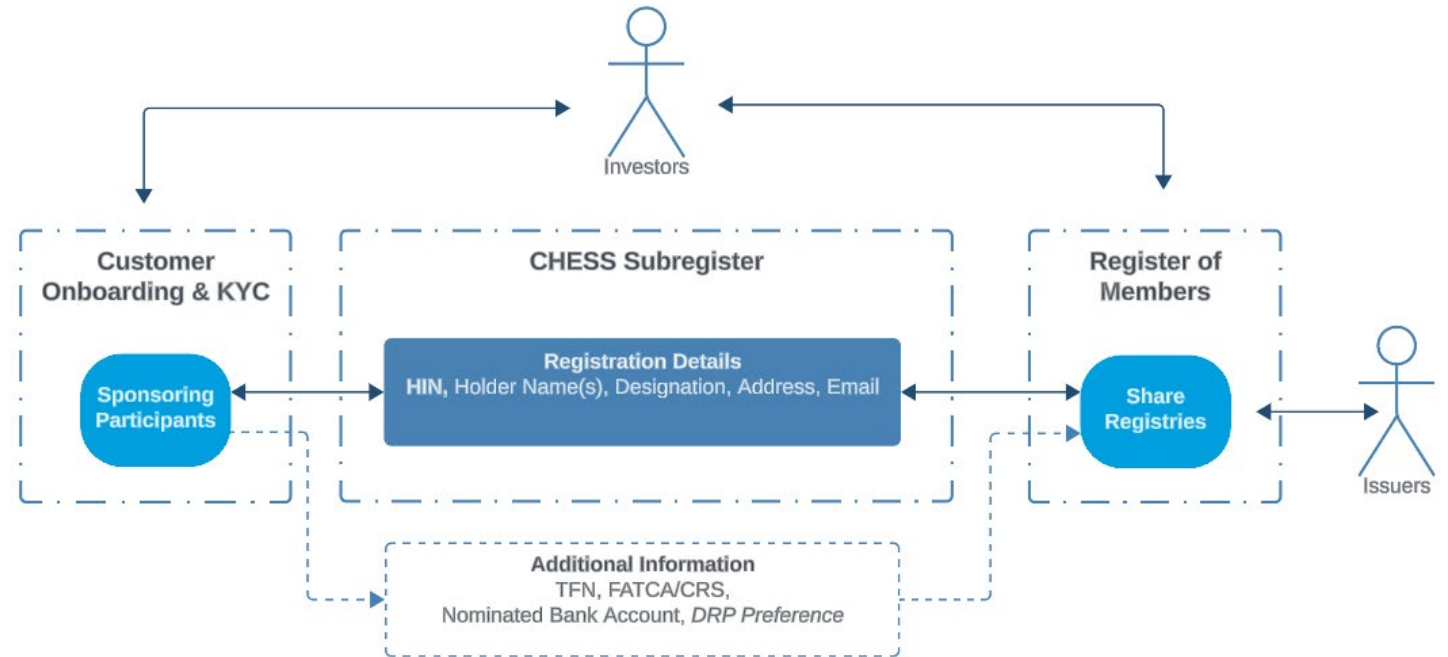 Investors
Customer
Onboarding & KYC
CHESS Subregister
Register of
Members
Sponsoring
Participants
Registration Details
HIN, Holder Name(s), Designation, Address, Email
Share
Registries
Issuers
Additional Information
TFN, FATCA/CRS,
Nominated Bank Account, DRP Preference